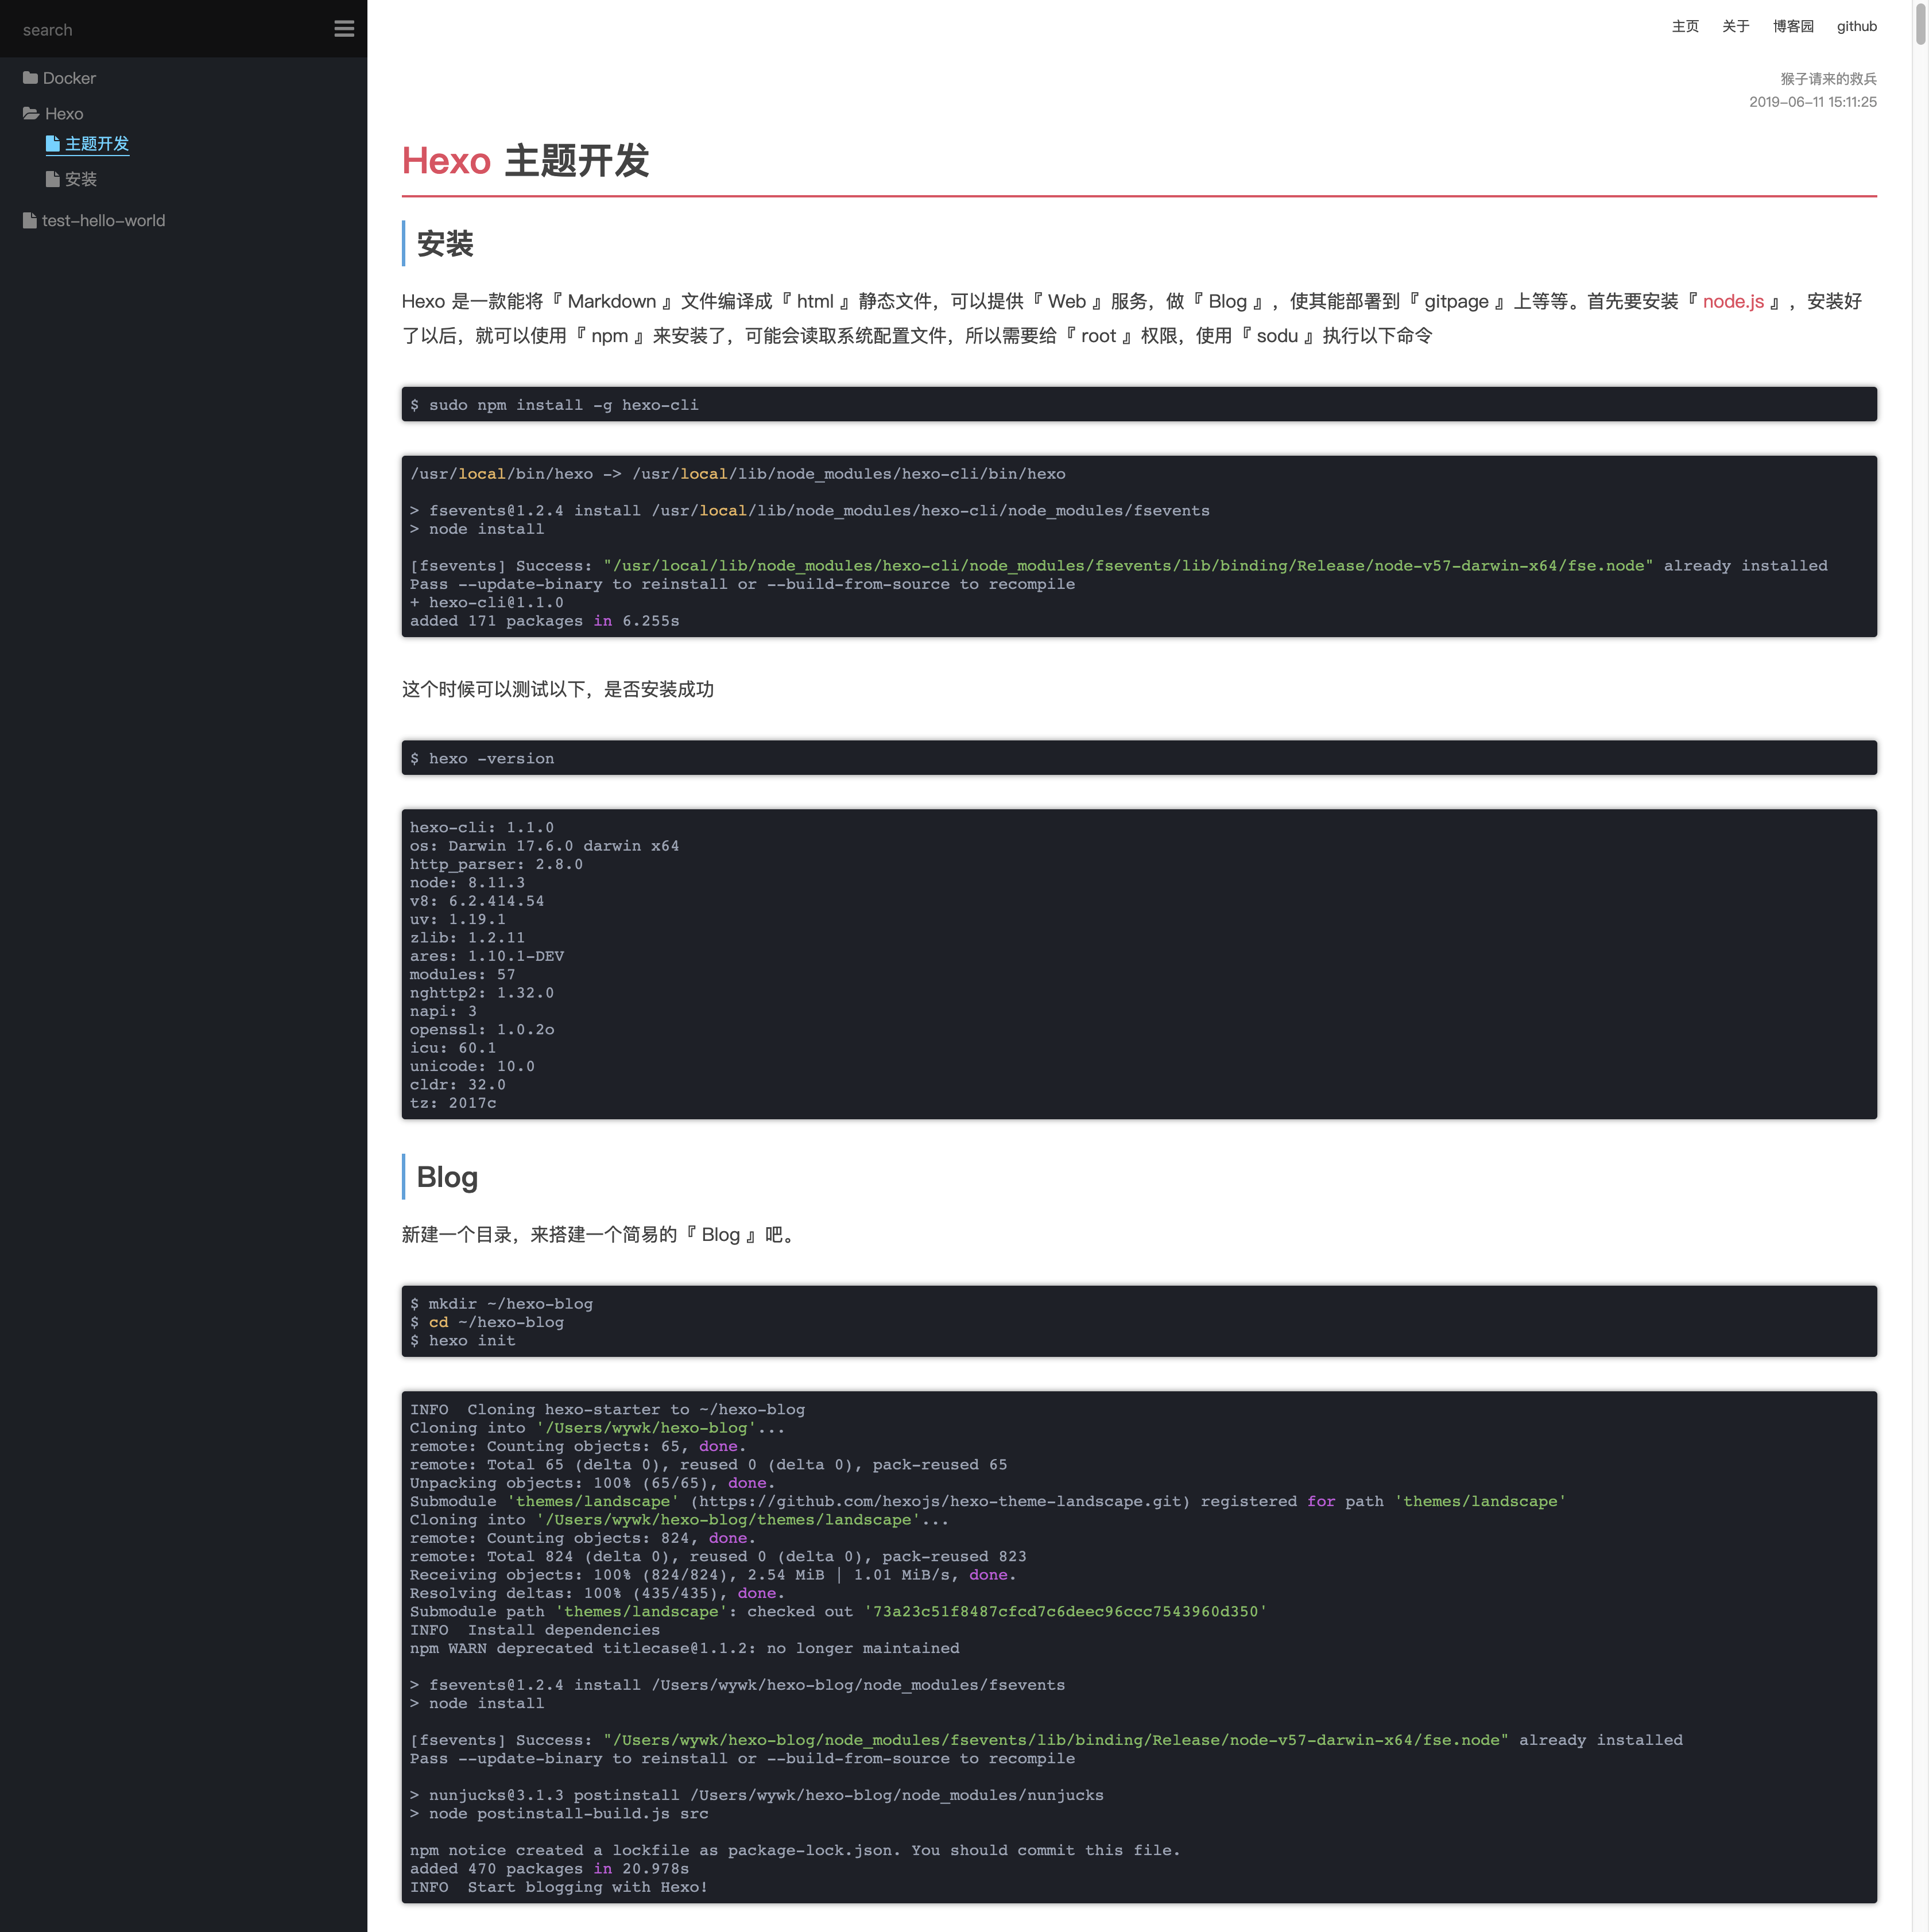 search
Docker
Hexo
主题开发
安装
test-hello-world
主页 关于 博客园 github
猴子请来的救兵
2019-06-11 15:11:25
Hexo 主题开发
安装
Hexo 是一款能将『 Markdown 』文件编译成『 html 』静态文件，可以提供『 Web 』服务，做『 Blog 』，使其能部署到『 gitpage 』上等等。首先要安装『 node.js 』，安装好
了以后，就可以使用『 npm 』来安装了，可能会读取系统配置文件，所以需要给『 root 』权限，使用『 sodu 』执行以下命令
$ sudo npm install -g hexo-cli
/usr/local/bin/hexo -> /usr/local/lib/node_modules/hexo-cli/bin/hexo
> fsevents@1.2.4 install /usr/local/lib/node_modules/hexo-cli/node_modules/fsevents
> node install
[fsevents] Success: "/usr/local/lib/node_modules/hexo-cli/node_modules/fsevents/lib/binding/Release/node-v57-darwin-x64/fse.node" already installed
Pass --update-binary to reinstall or --build-from-source to recompile
+ hexo-cli@1.1.0
added 171 packages in 6.255s
这个时候可以测试以下，是否安装成功
$ hexo -version
hexo-cli: 1.1.0
os: Darwin 17.6.0 darwin x64
http_parser: 2.8.0
node: 8.11.3
v8: 6.2.414.54
uv: 1.19.1
zlib: 1.2.11
ares: 1.10.1-DEV
modules: 57
nghttp2: 1.32.0
napi: 3
openssl: 1.0.2o
icu: 60.1
unicode: 10.0
cldr: 32.0
tz: 2017c
Blog
新建一个目录，来搭建一个简易的『 Blog 』吧。
$ mkdir ~/hexo-blog
$ cd ~/hexo-blog
$ hexo init
INFO  Cloning hexo-starter to ~/hexo-blog
Cloning into '/Users/wywk/hexo-blog'...
remote: Counting objects: 65, done.
remote: Total 65 (delta 0), reused 0 (delta 0), pack-reused 65
Unpacking objects: 100% (65/65), done.
Submodule 'themes/landscape' (https://github.com/hexojs/hexo-theme-landscape.git) registered for path 'themes/landscape'
Cloning into '/Users/wywk/hexo-blog/themes/landscape'...
remote: Counting objects: 824, done.
remote: Total 824 (delta 0), reused 0 (delta 0), pack-reused 823
Receiving objects: 100% (824/824), 2.54 MiB | 1.01 MiB/s, done.
Resolving deltas: 100% (435/435), done.
Submodule path 'themes/landscape': checked out '73a23c51f8487cfcd7c6deec96ccc7543960d350'
INFO  Install dependencies
npm WARN deprecated titlecase@1.1.2: no longer maintained
> fsevents@1.2.4 install /Users/wywk/hexo-blog/node_modules/fsevents
> node install
[fsevents] Success: "/Users/wywk/hexo-blog/node_modules/fsevents/lib/binding/Release/node-v57-darwin-x64/fse.node" already installed
Pass --update-binary to reinstall or --build-from-source to recompile
> nunjucks@3.1.3 postinstall /Users/wywk/hexo-blog/node_modules/nunjucks
> node postinstall-build.js src
npm notice created a lockfile as package-lock.json. You should commit this file.
added 470 packages in 20.978s
INFO  Start blogging with Hexo!